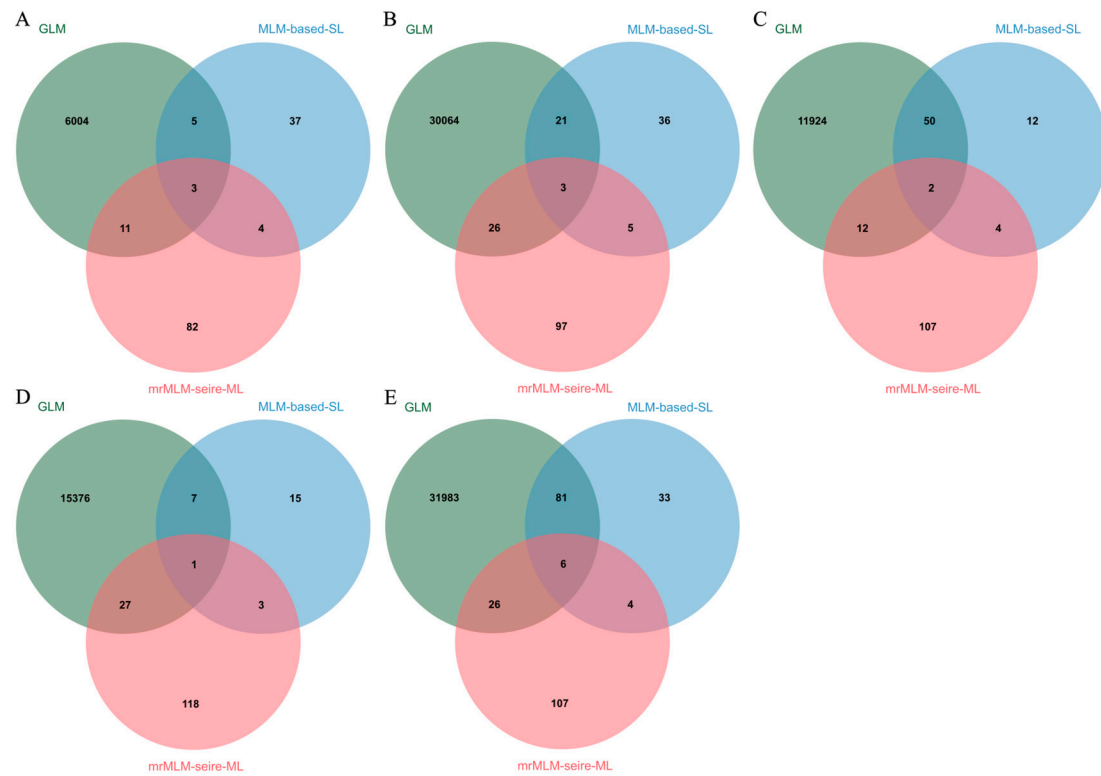 A
GLM
MLM-based-SL
6004
5
37
3
11
4
82
mrMLM-seire-ML
B
GLM
MLM-based-SL
30064
21
36
3
26
5
97
mrMLM-seire-ML
C
GLM
MLM-based-SL
11924
50
12
2
12
4
107
mrMLM-seire-ML
D
GLM
MLM-based-SL
15376
7
15
1
27
3
118
mrMLM-seire-ML
E
GLM
MLM-based-SL
31983
81
33
6
26
4
107
mrMLM-seire-ML